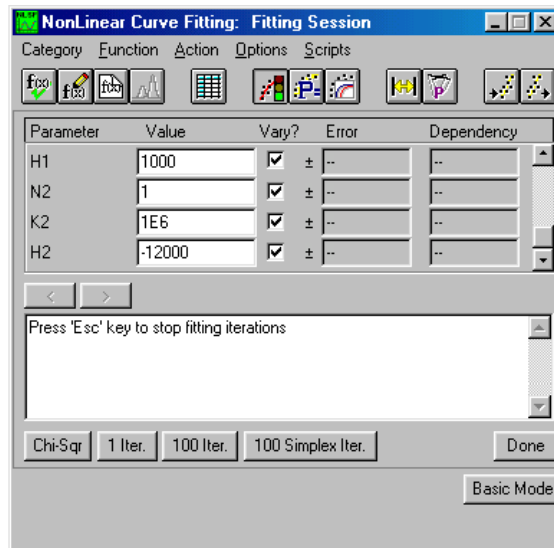 NonLinear Curve Fitting: Fitting Session
Category Function Action Options Scripts
Parameter Value Vary? Error Dependency
H1 1000 ± -- --
N2 1 ± -- --
K2 1E6 ± -- --
H2 -12000 ± -- --
< >
Press 'Esc' key to stop fitting iterations
Chi-Sqr 1 Iter. 100 Iter. 100 Simplex Iter. Done
Basic Mode